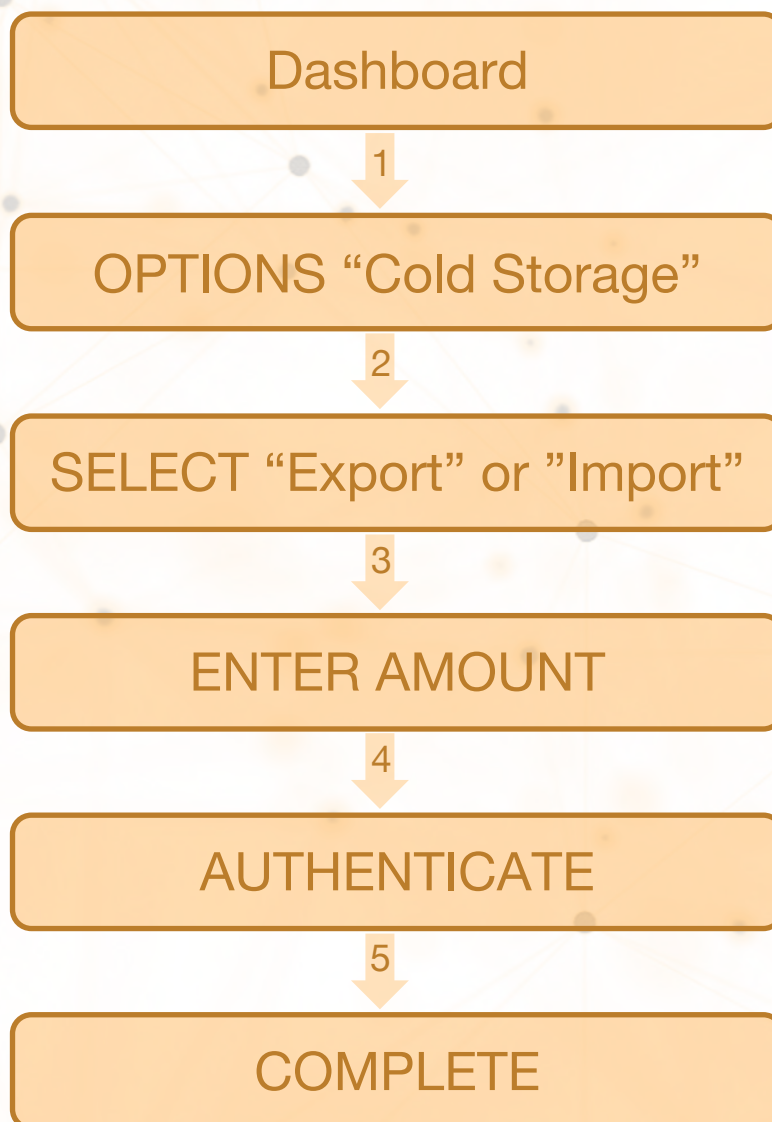 Dashboard
1
OPTIONS “Cold Storage”
2
SELECT “Export” or ”Import”
3
ENTER AMOUNT
4
AUTHENTICATE
5
COMPLETE